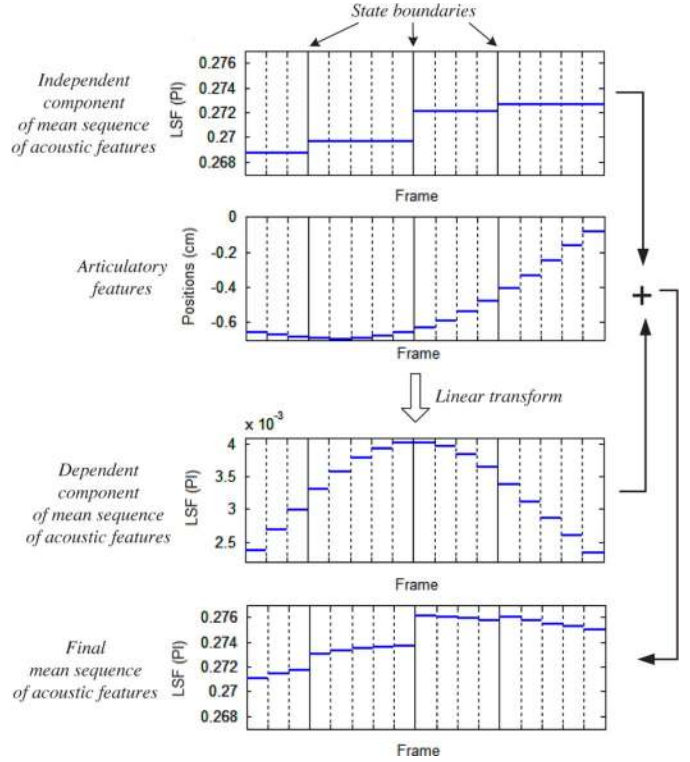 State boundaries
Independent
component
of mean sequence
of acoustic features
LSF (PI)
0.276
0.274
0.272
0.27
0.268
Frame
Articulatory
features
Positions (cm)
0
-0.2
-0.4
-0.6
Frame
+
Linear transform
x 10-3
Dependent
component
of mean sequence
of acoustic features
LSF (PI)
4
3.5
3
2.5
Frame
Final
mean sequence
of acoustic features
LSF (PI)
0.276
0.274
0.272
0.27
0.268
Frame